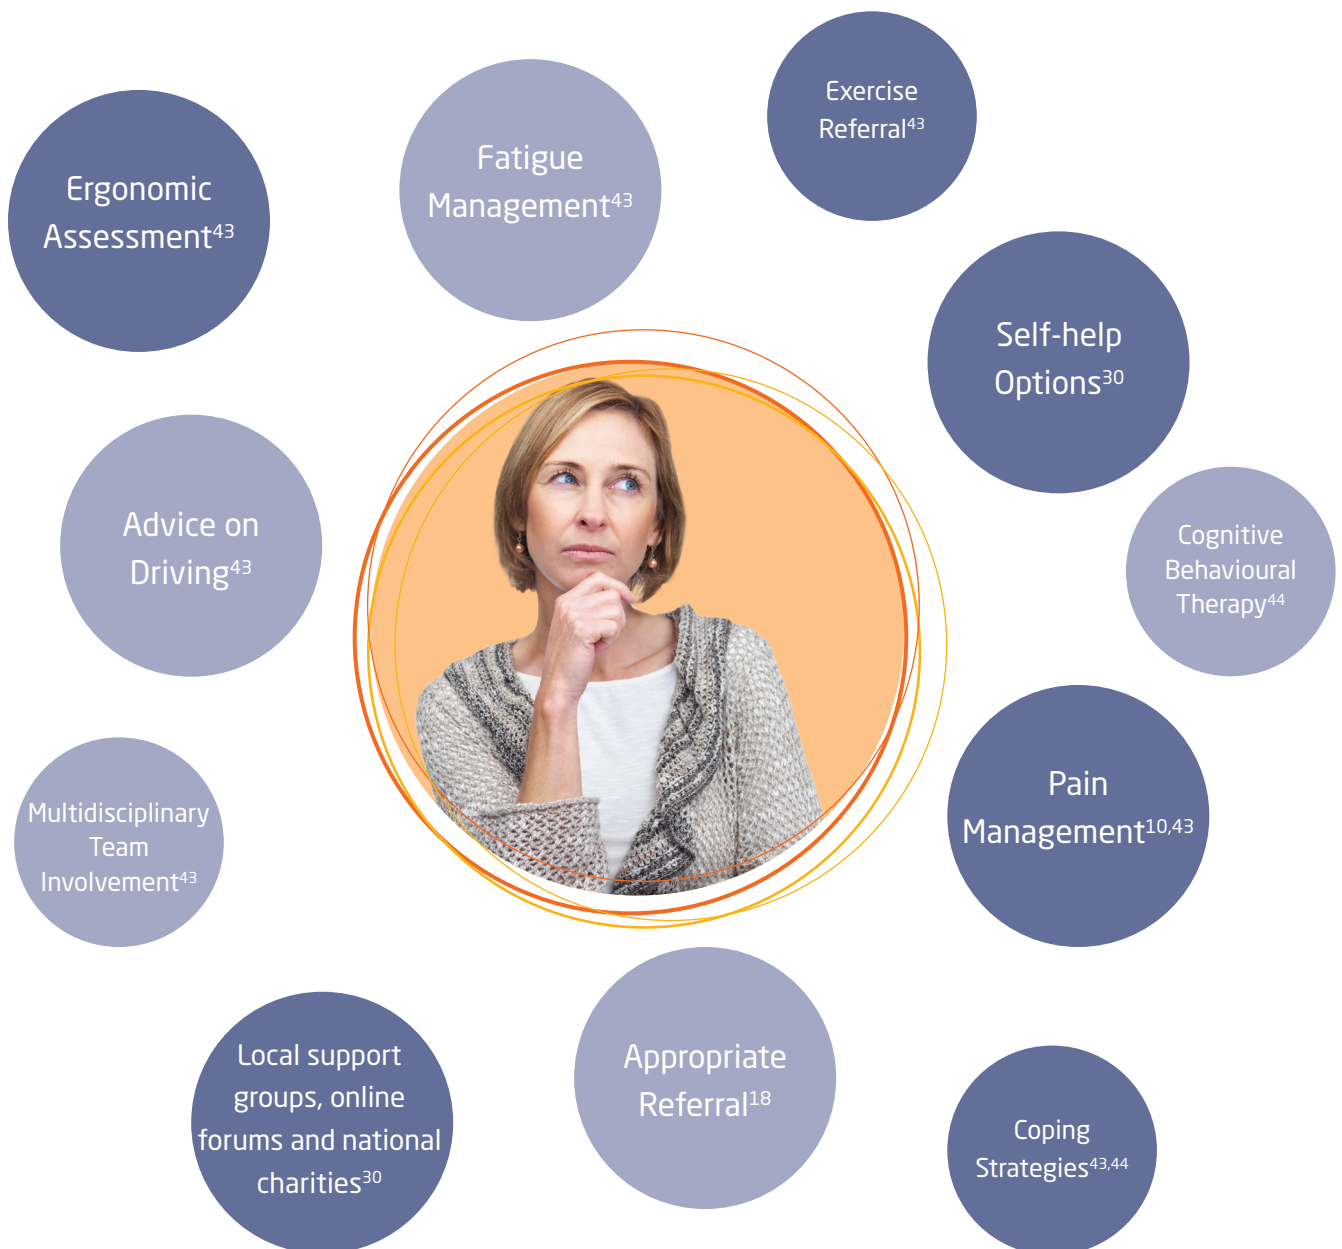 Exercise
Referral43
Fatigue
Management43
Ergonomic
Assessment43
Self-help
Options30
Advice on
Driving43
Cognitive
Behavioural
Therapy44
Multidisciplinary
Team
Involvement43
Pain
Management10,43
Local support
groups, online
forums and national
charities30
Appropriate
Referral18
Coping
Strategies43,44